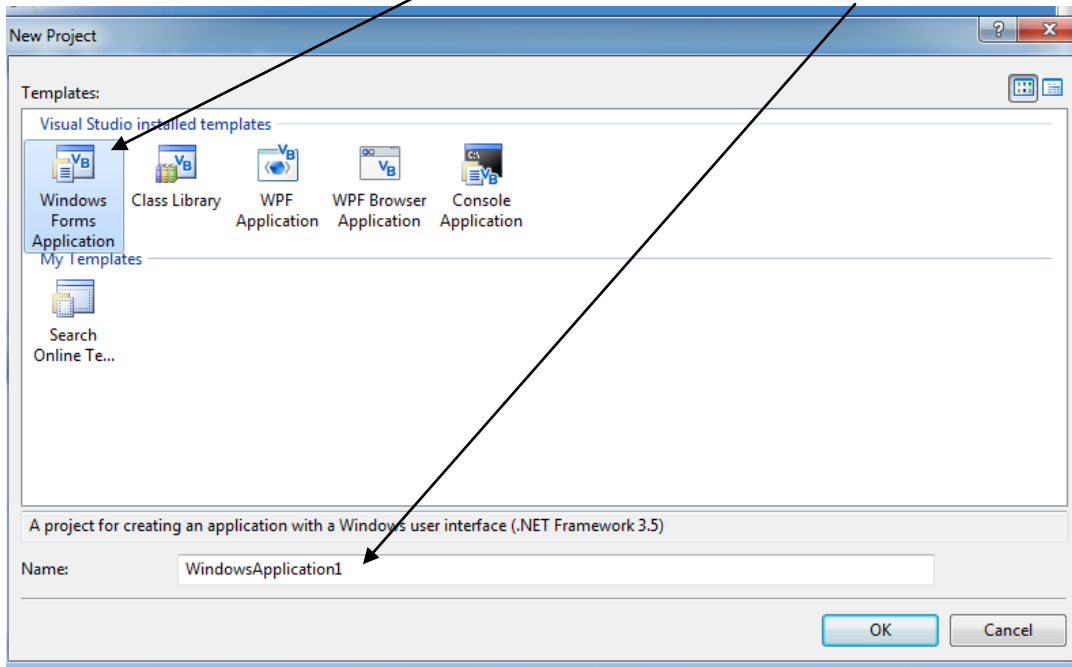 New Project
Templates:
Visual Studio installed templates
Windows Forms Application
Class Library
WPF Application
WPF Browser Application
Console Application
My Templates
Search Online Te...
A project for creating an application with a Windows user interface (.NET Framework 3.5)
Name: WindowsApplication1
OK Cancel